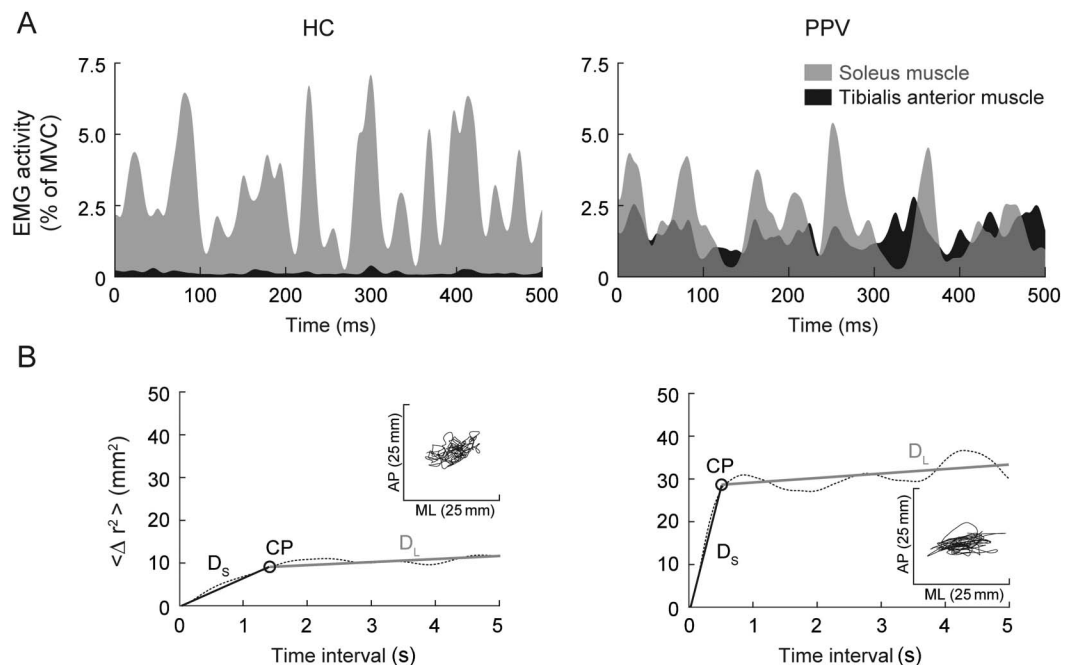 A
HC
PPV
EMG activity
(% of MVC)
7.5
5.0
2.5
0
0 100 200 300 400 500
Time (ms)
7.5
5.0
2.5
0
Soleus muscle
Tibialis anterior muscle
0 100 200 300 400 500
Time (ms)
B
<Δ r²> (mm²)
50
40
30
20
10
0
AP (25 mm)
ML (25 mm)
D_S
CP
D_L
0 1 2 3 4 5
Time interval (s)
50
40
30
20
10
0
CP
D_L
D_S
AP (25 mm)
ML (25 mm)
0 1 2 3 4 5
Time interval (s)